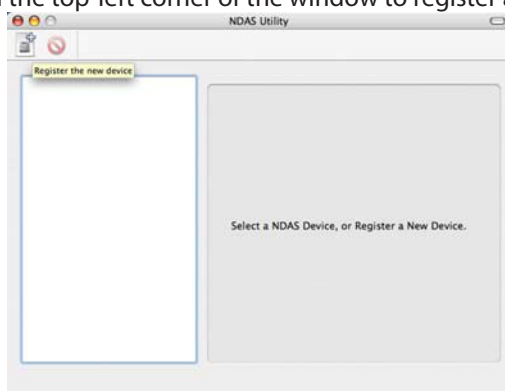 the top-left corner of the window to register a
NDAS Utility
Register the new device
Select a NDAS Device, or Register a New Device.